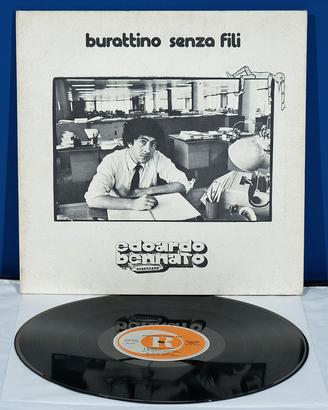 burattino senza fili
edoardo
bennato
R